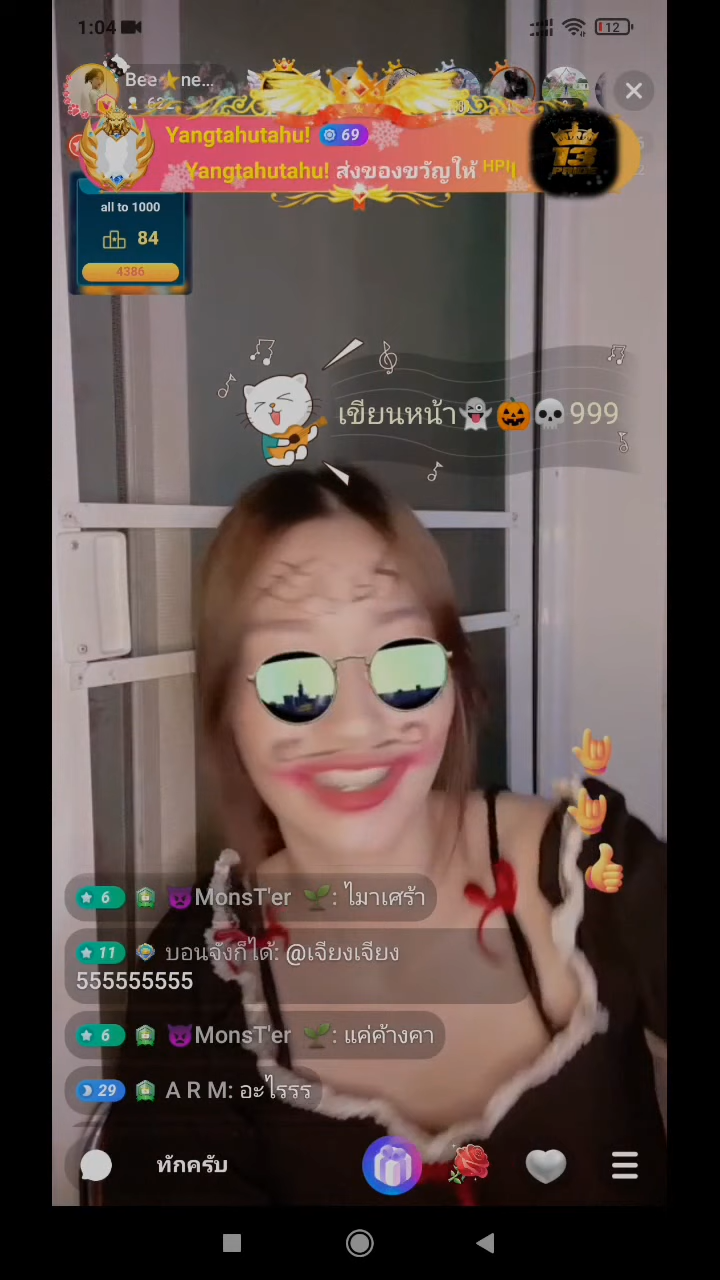 1:04
12
Bee⭐ne...
622
Yangtahutahu! 69
Yangtahutahu! ส่งของขวัญให้ ᴴᴾᴵ
13
PRIDE
all to 1000
84
4386
เขียนหน้า👻🎃💀999
6 😈MonsT'er 🌱: ไมาเศร้า
11 บอนจังก็ได้: @เจียงเจียง
555555555
6 😈MonsT'er 🌱: แค่ค้างคา
29 A R M: อะไรรร
ทักครับ